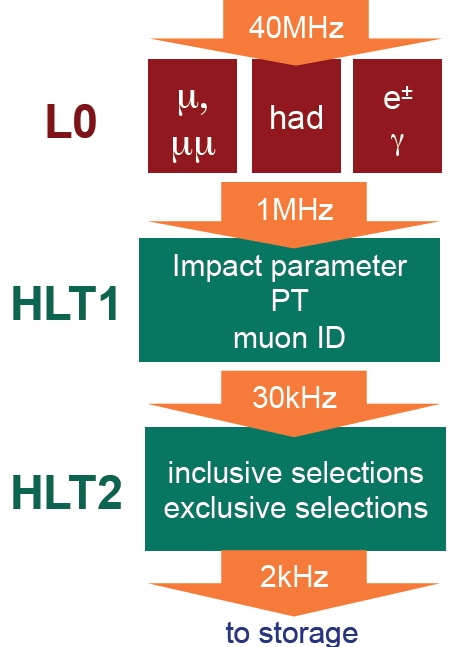 40MHz
L0
μ,
μμ
had
e±
γ
1MHz
HLT1
Impact parameter
PT
muon ID
30kHz
HLT2
inclusive selections
exclusive selections
2kHz
to storage